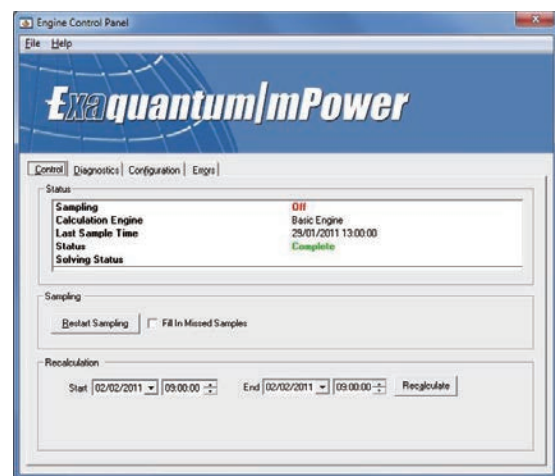 Engine Control Panel
File Help
Exaquantum/mPower
Control Diagnostics Configuration Errors
Status
Sampling Off
Calculation Engine Basic Engine
Last Sample Time 29/01/2011 13:00:00
Status Complete
Solving Status
Sampling
Restart Sampling Fill In Missed Samples
Recalculation
Start 02/02/2011 09:00:00 End 02/02/2011 09:00:00 Recalculate